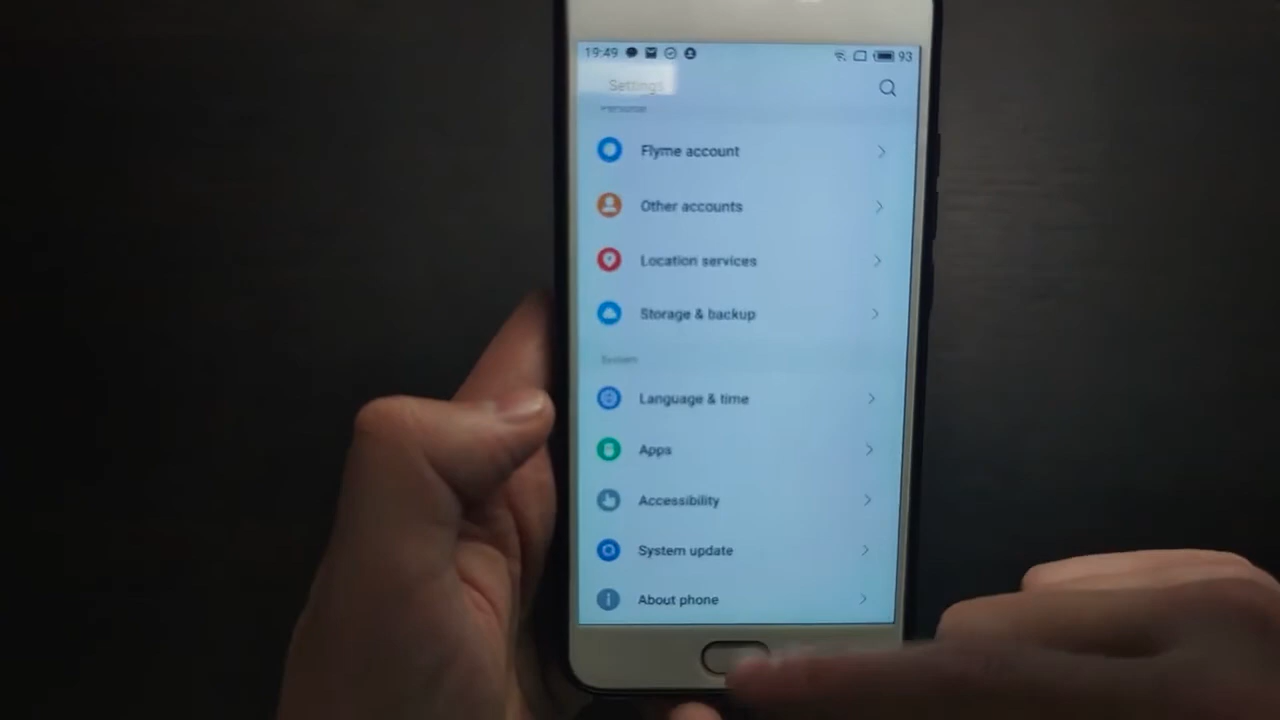 19:49 93
Settings
Personal
Flyme account
Other accounts
Location services
Storage & backup
System
Language & time
Apps
Accessibility
System update
About phone